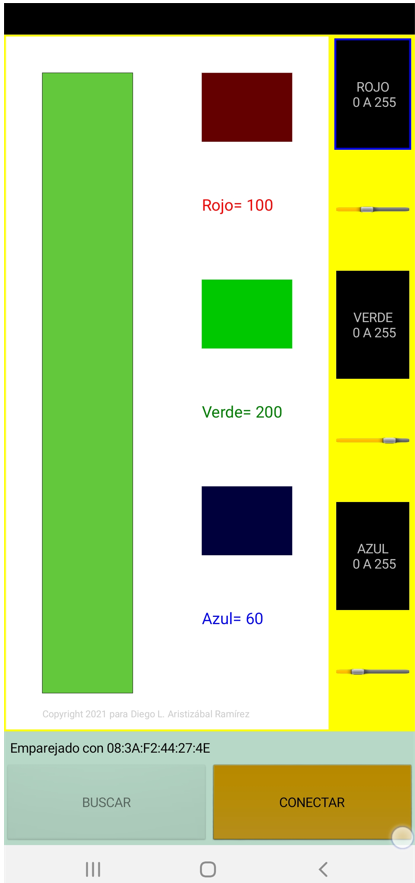 ROJO
0 A 255
Rojo= 100
VERDE
0 A 255
Verde= 200
AZUL
0 A 255
Azul= 60
Copyright 2021 para Diego L. Aristizábal Ramírez
Emparejado con 08:3A:F2:44:27:4E
BUSCAR
CONECTAR